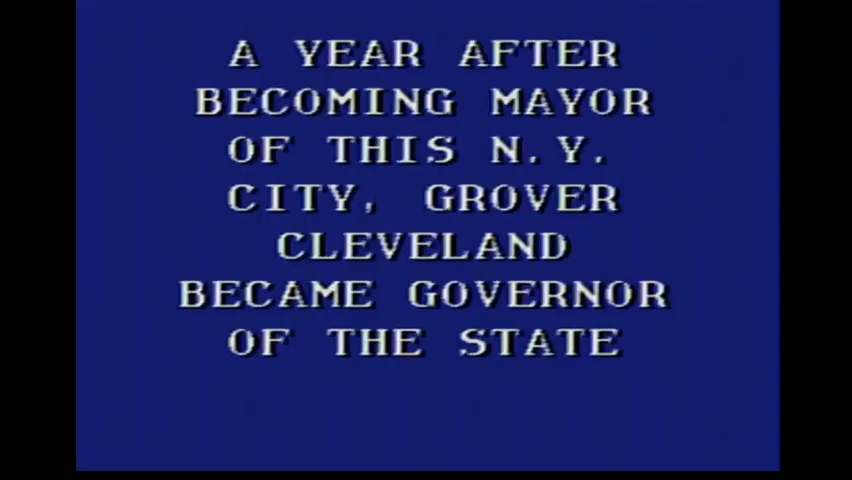 A YEAR AFTER
BECOMING MAYOR
OF THIS N.Y.
CITY, GROVER
CLEVELAND
BECAME GOVERNOR
OF THE STATE